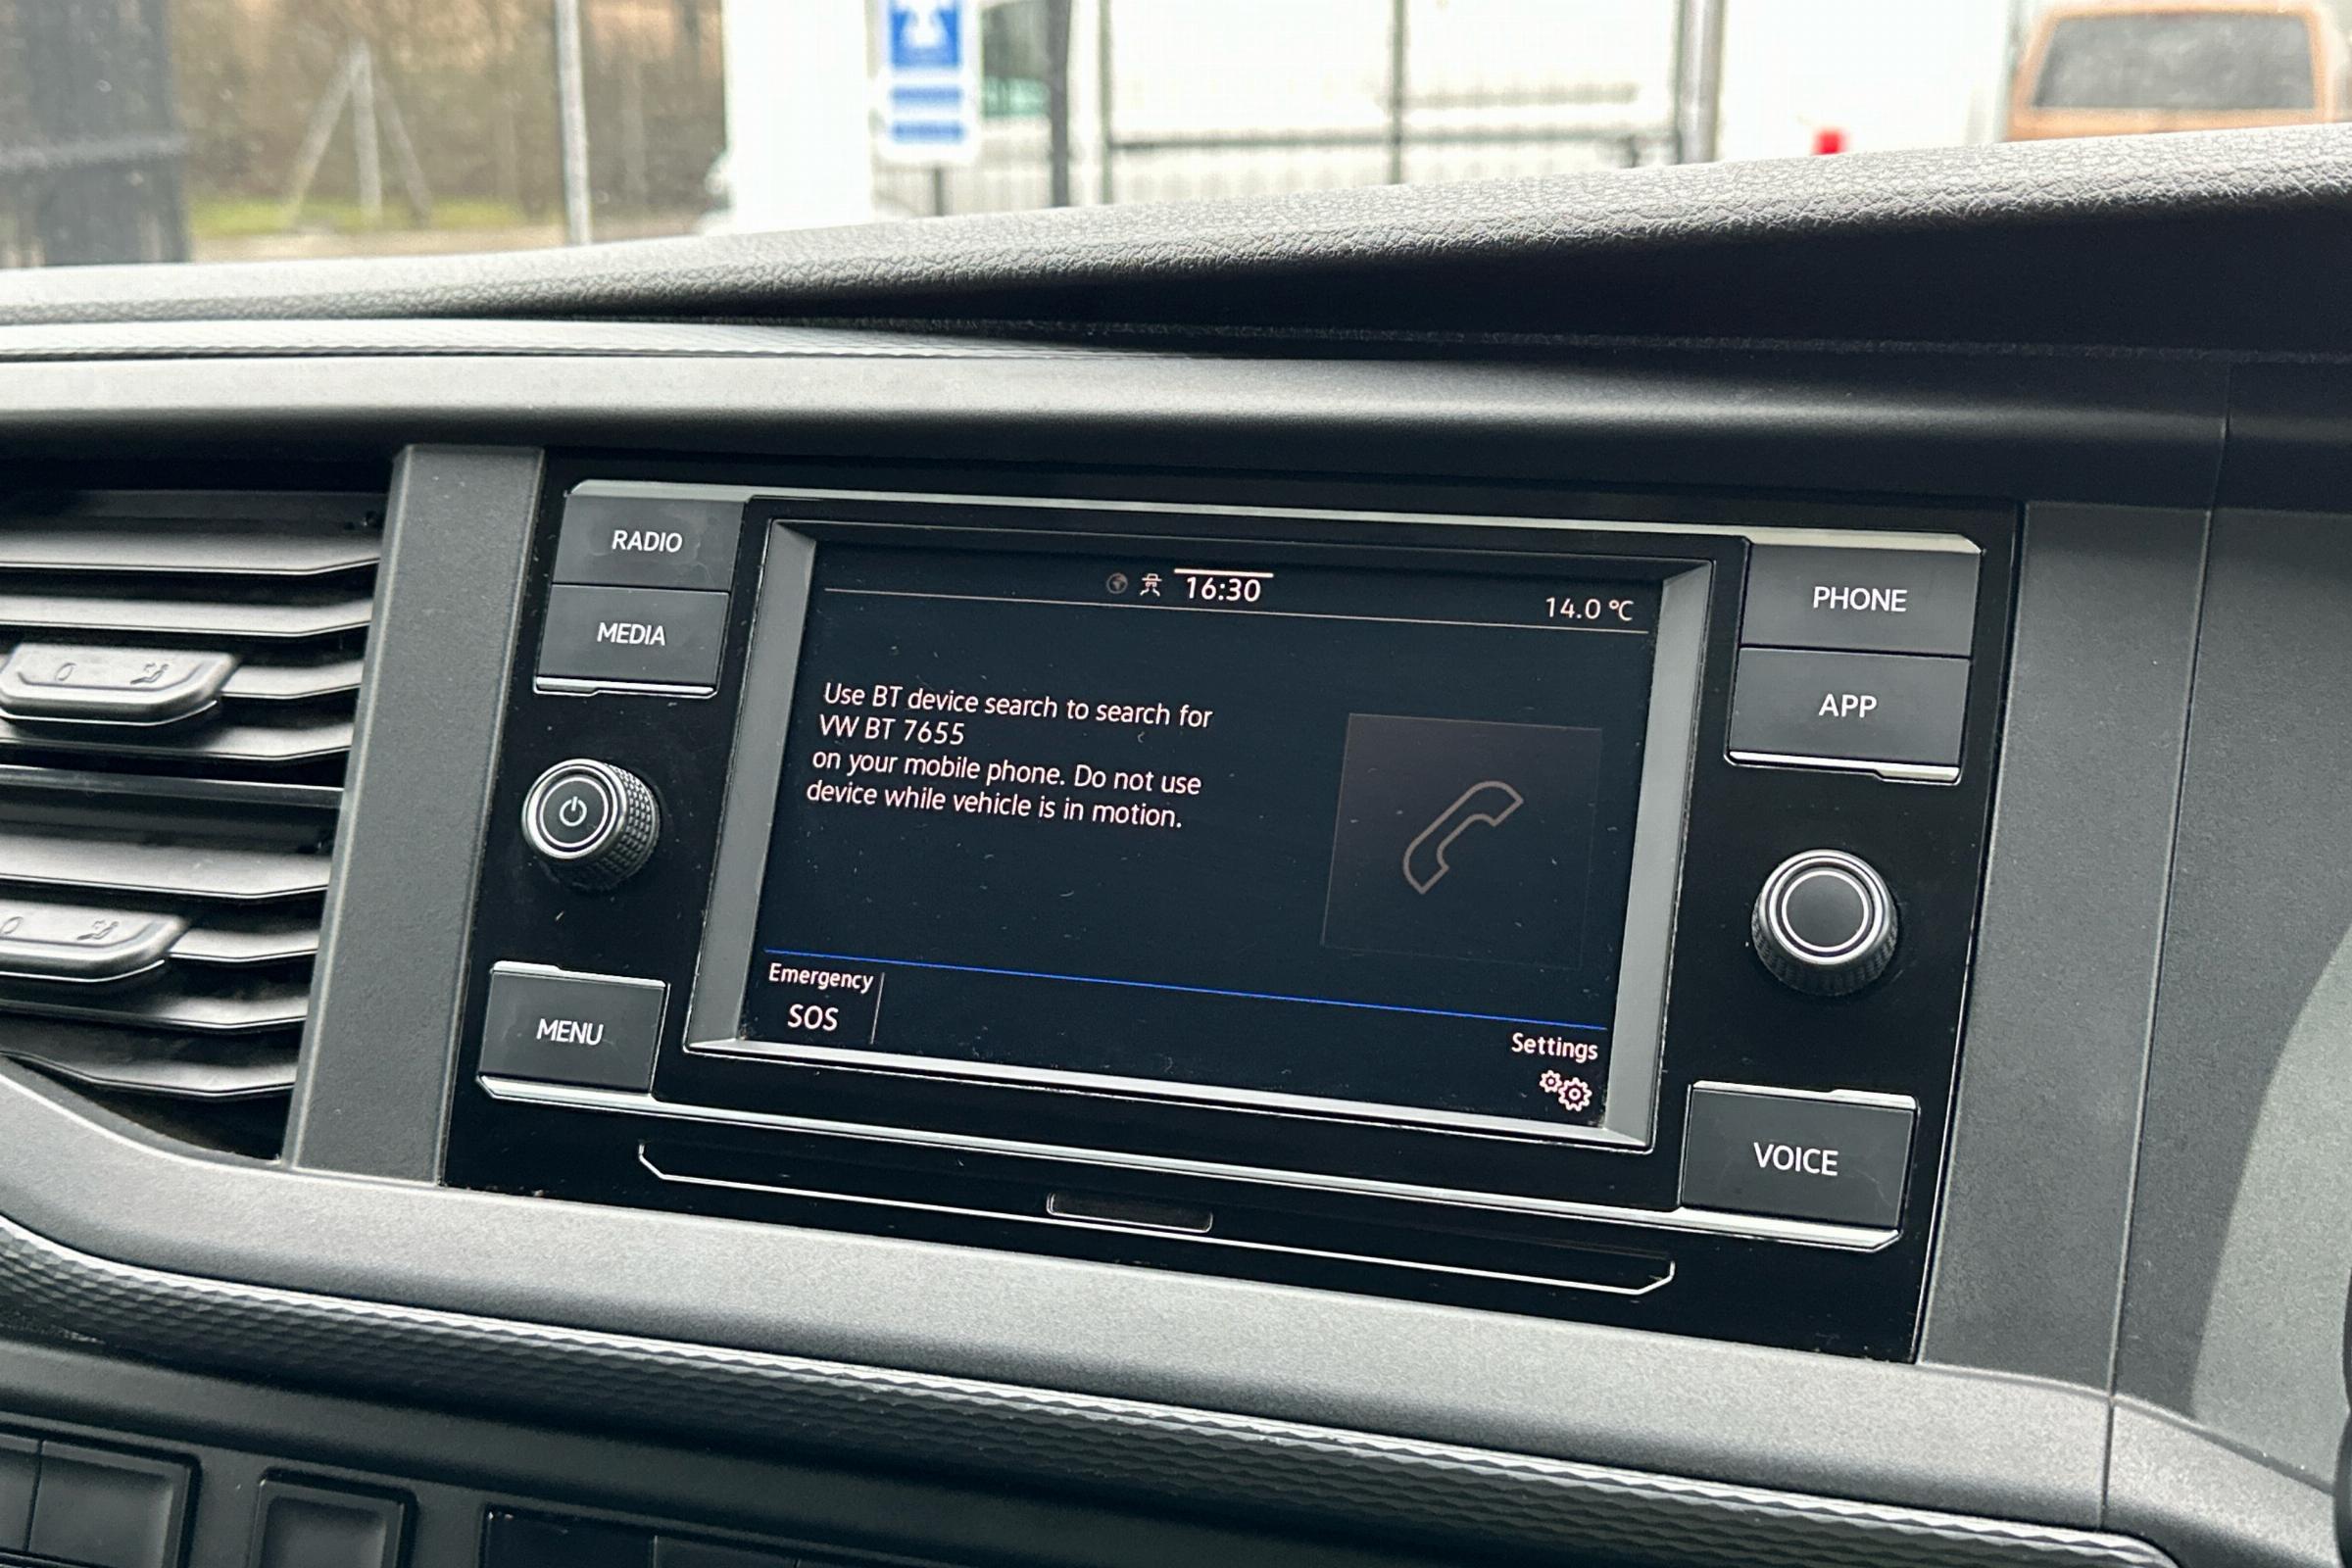 RADIO
MEDIA
16:30
14.0 °C
PHONE
APP
Use BT device search to search for
VW BT 7655
on your mobile phone. Do not use
device while vehicle is in motion.
Emergency
SOS
Settings
MENU
VOICE